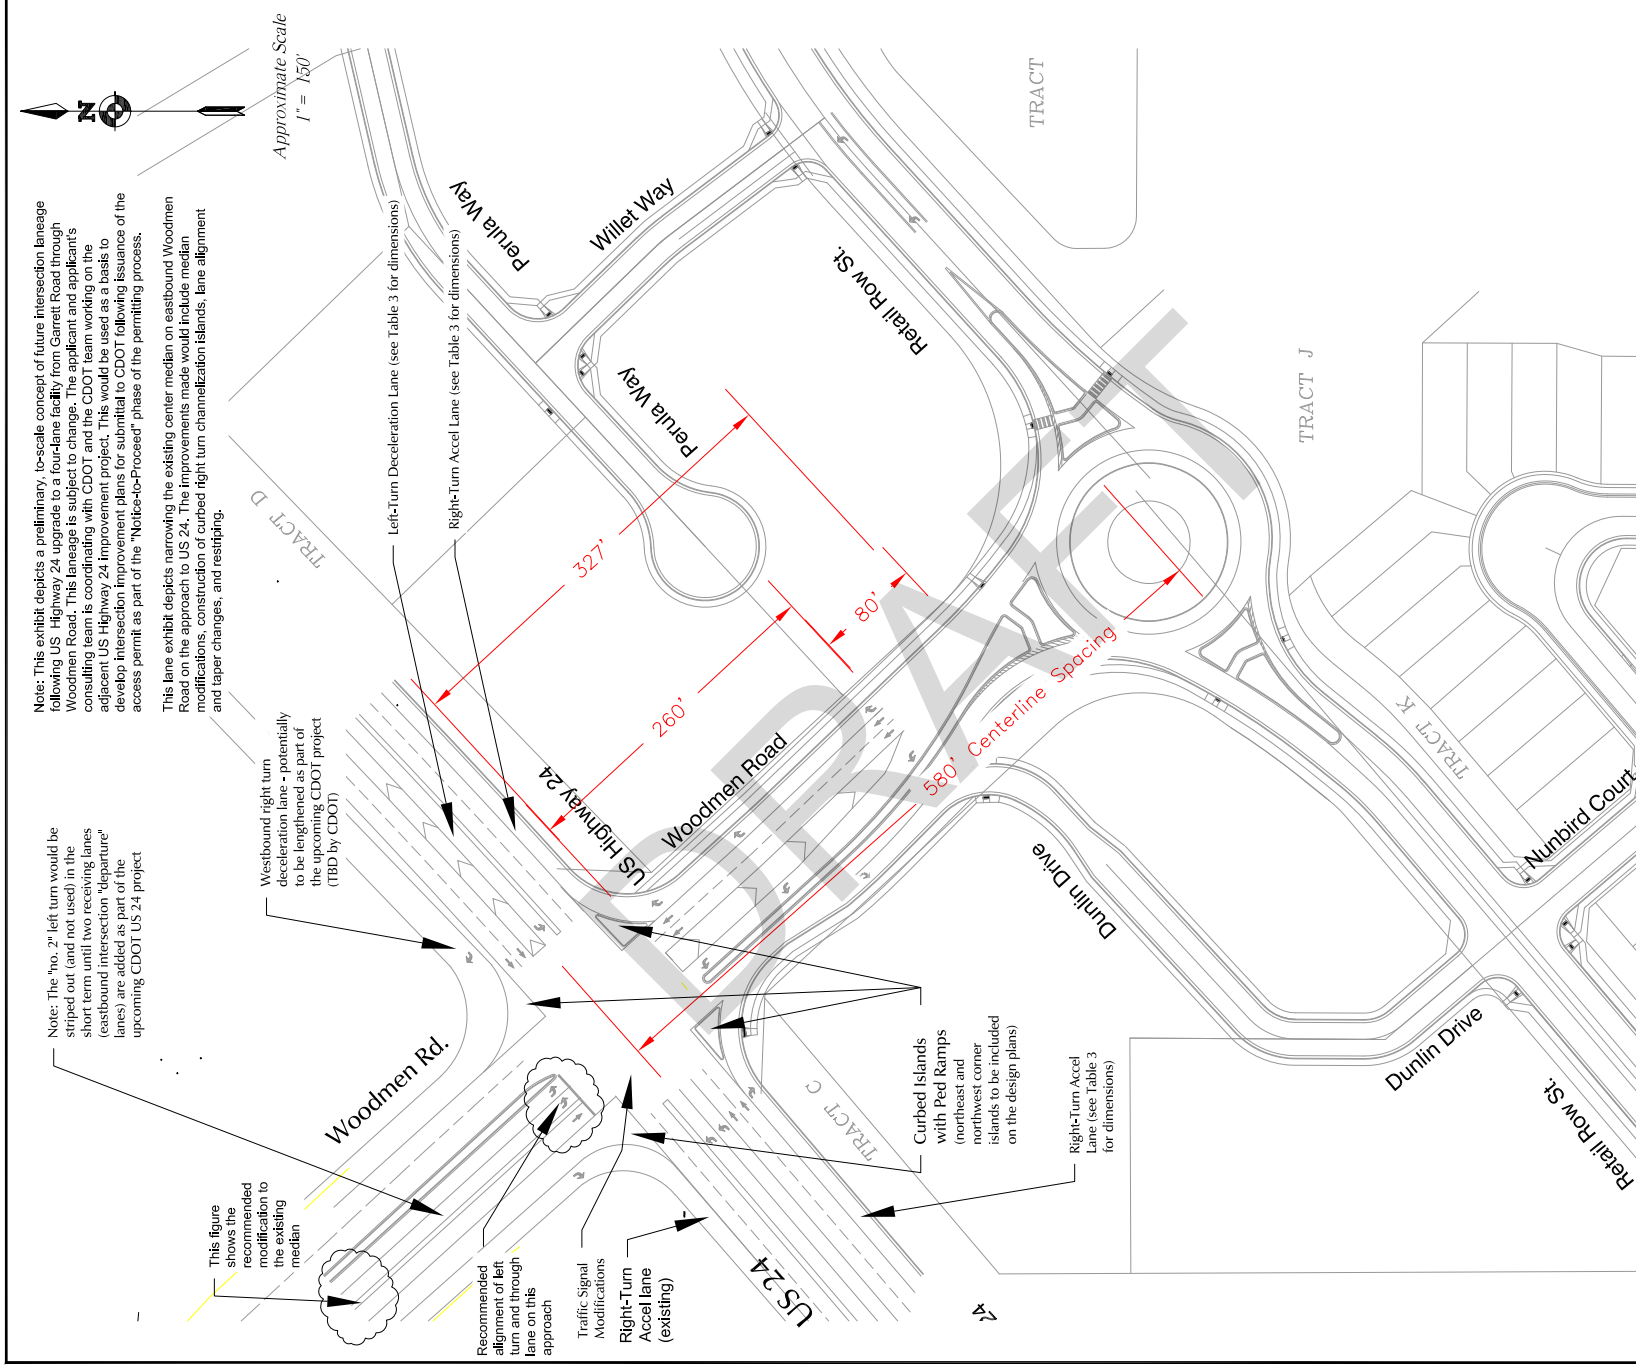 Note: This exhibit depicts a preliminary, to-scale concept of future intersection laneage
following US Highway 24 upgrade to a four-lane facility from Garrett Road through
Woodmen Road. This laneage is subject to change. The applicant and applicant's
consulting team is coordinating with CDOT and the CDOT team working on the
adjacent US Highway 24 improvement project. This would be used as a basis to
develop intersection improvement plans for submittal to CDOT following issuance of the
access permit as part of the "Notice-to-Proceed" phase of the permitting process.
This lane exhibit depicts narrowing the existing center median on eastbound Woodmen
Road on the approach to US 24. The improvements made would include median
modifications, construction of curbed right turn channelization islands, lane alignment
and taper changes, and restriping.
N
Approximate Scale
1" = 150'
Note: The "no. 2" left turn would be
striped out (and not used) in the
short term until two receiving lanes
(eastbound intersection "departure"
lanes) are added as part of the
upcoming CDOT US 24 project
Westbound right turn
deceleration lane - potentially
to be lengthened as part of
the upcoming CDOT project
(TBD by CDOT)
Left-Turn Deceleration Lane (see Table 3 for dimensions)
Right-Turn Accel Lane (see Table 3 for dimensions)
This figure
shows the
recommended
modification to
the existing
median
Recommended
alignment of left
turn and through
lane on this
approach
Traffic Signal
Modifications
Right-Turn
Accel lane
(existing)
Curbed Islands
with Ped Ramps
(northeast and
northwest corner
islands to be included
on the design plans)
Right-Turn Accel
Lane (see Table 3
for dimensions)
Woodmen Rd.
US 24
24
US Highway 24
Woodmen Road
Perula Way
Perula Way
Willet Way
Retail Row St.
Dunlin Drive
Dunlin Drive
Nunbird Court
Retail Row St.
TRACT D
TRACT C
TRACT
TRACT J
TRACT K
327'
260'
80'
580' Centerline Spacing
DRAFT